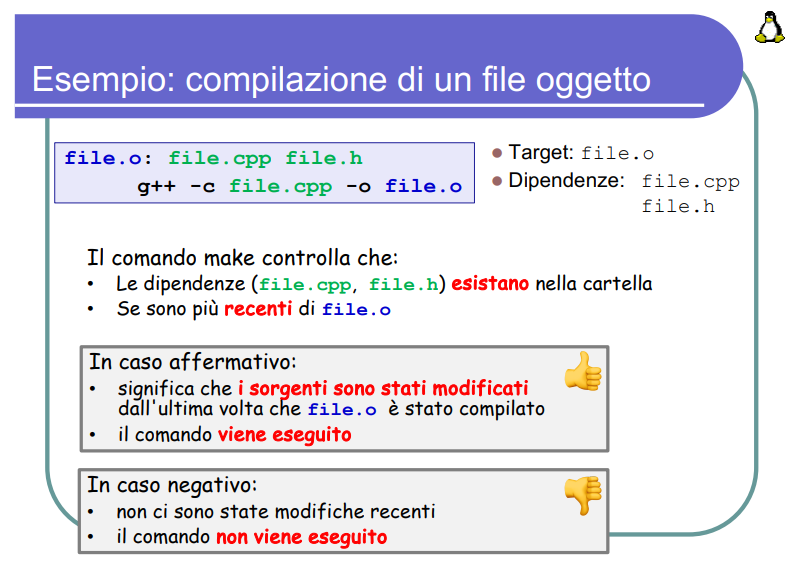 Esempio: compilazione di un file oggetto
file.o: file.cpp file.h
g++ -c file.cpp -o file.o
• Target: file.o
• Dipendenze: file.cpp
file.h
Il comando make controlla che:
• Le dipendenze (file.cpp, file.h) esistano nella cartella
• Se sono più recenti di file.o
In caso affermativo:
• significa che i sorgenti sono stati modificati
dall'ultima volta che file.o è stato compilato
• il comando viene eseguito
In caso negativo:
• non ci sono state modifiche recenti
• il comando non viene eseguito